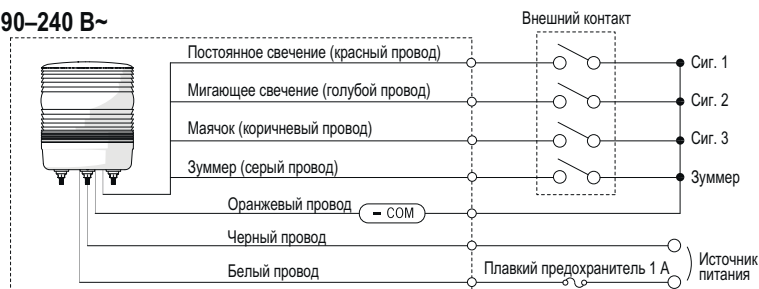 90–240 В~
Внешний контакт
Постоянное свечение (красный провод)
Сиг. 1
Мигающее свечение (голубой провод)
Сиг. 2
Маячок (коричневый провод)
Сиг. 3
Зуммер (серый провод)
Зуммер
Оранжевый провод
– COM
Черный провод
Белый провод
Плавкий предохранитель 1 А
Источник
питания